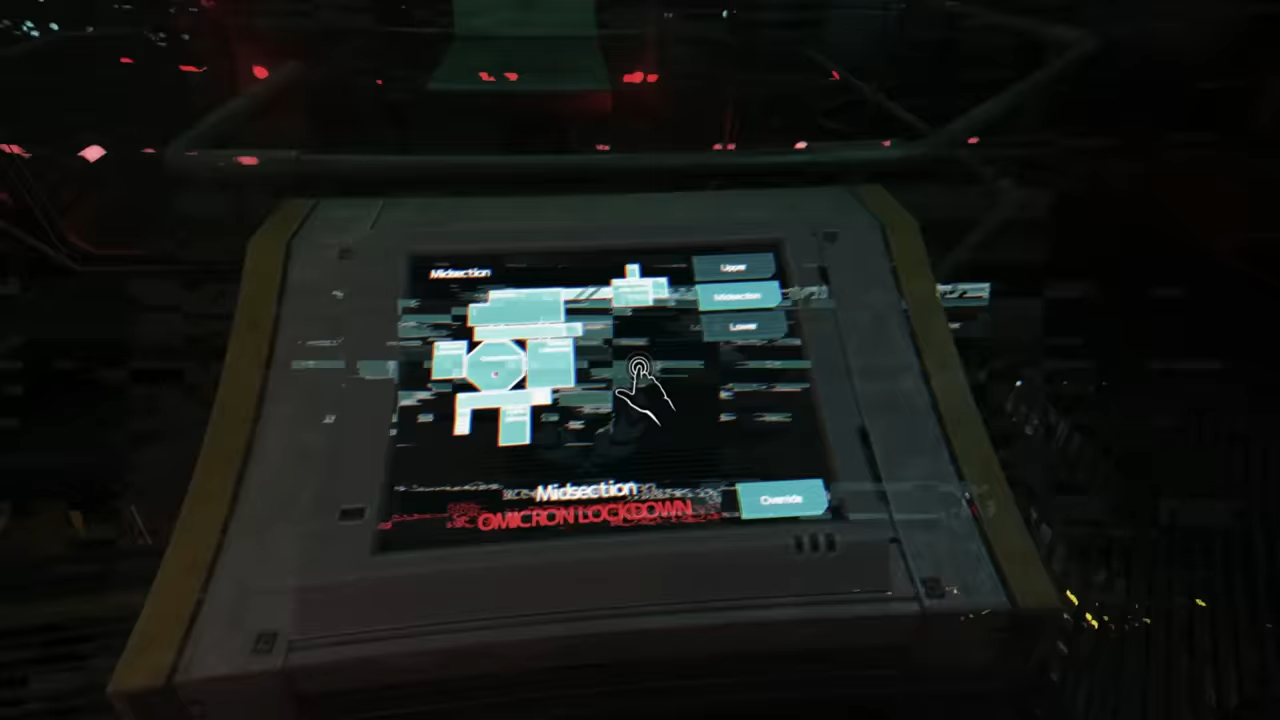 Midsection
Upper
Midsection
Lower
Midsection
OMICRON LOCKDOWN
Override